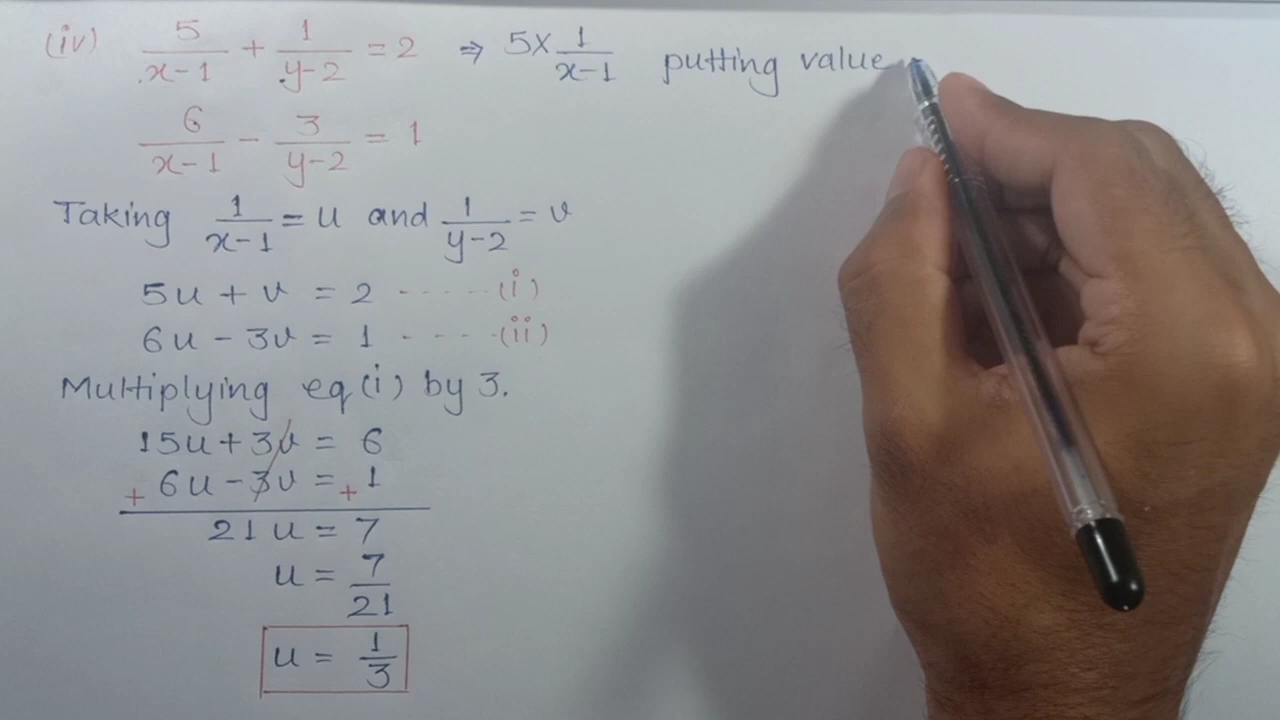 (iv) 5/(x-1) + 1/(y-2) = 2 ⇒ 5× 1/(x-1)
6/(x-1) - 3/(y-2) = 1
Taking 1/(x-1) = u and 1/(y-2) = v
5u + v = 2 ------(i)
6u - 3v = 1 ----(ii)
Multiplying eq(i) by 3.
15u + 3v = 6
+ 6u - 3v = + 1
21 u = 7
u = 7/21
u = 1/3
putting value